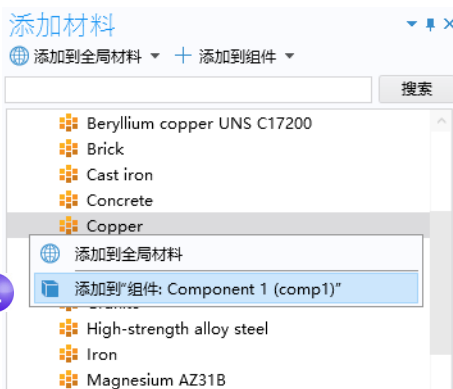 添加材料
添加到全局材料 添加到组件
搜索
Beryllium copper UNS C17200
Brick
Cast iron
Concrete
Copper
添加到全局材料
添加到“组件: Component 1 (comp1)”
High-strength alloy steel
Iron
Magnesium AZ31B